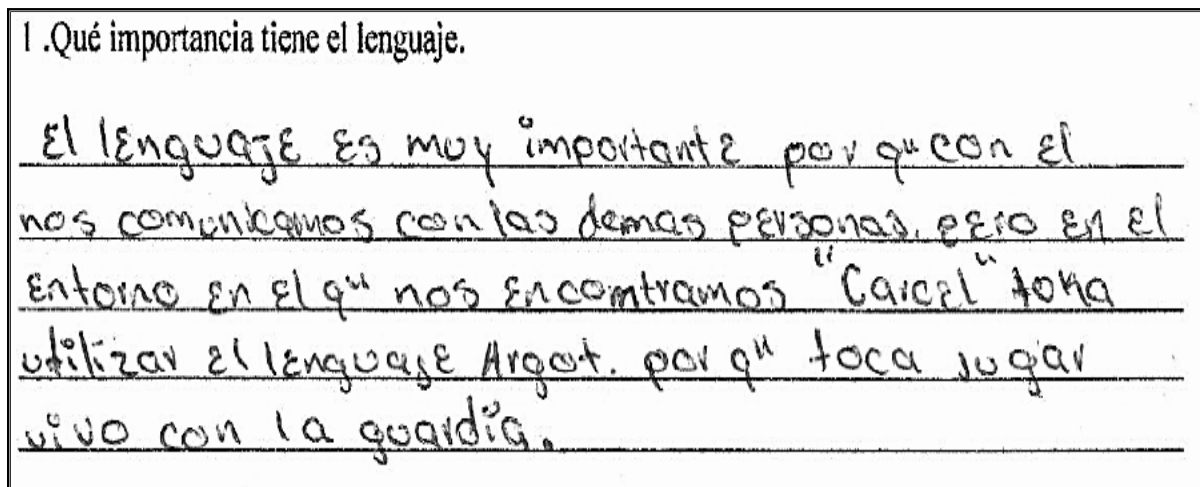 1 .Qué importancia tiene el lenguaje.
El lenguaje es muy importante por qu con el
nos comunicamos con las demas personas. pero en el
entorno en el qu nos encomtramos "Carcel" toka
utilizar el lenguaje Argot. por qu toca jugar
vivo con la guardia.